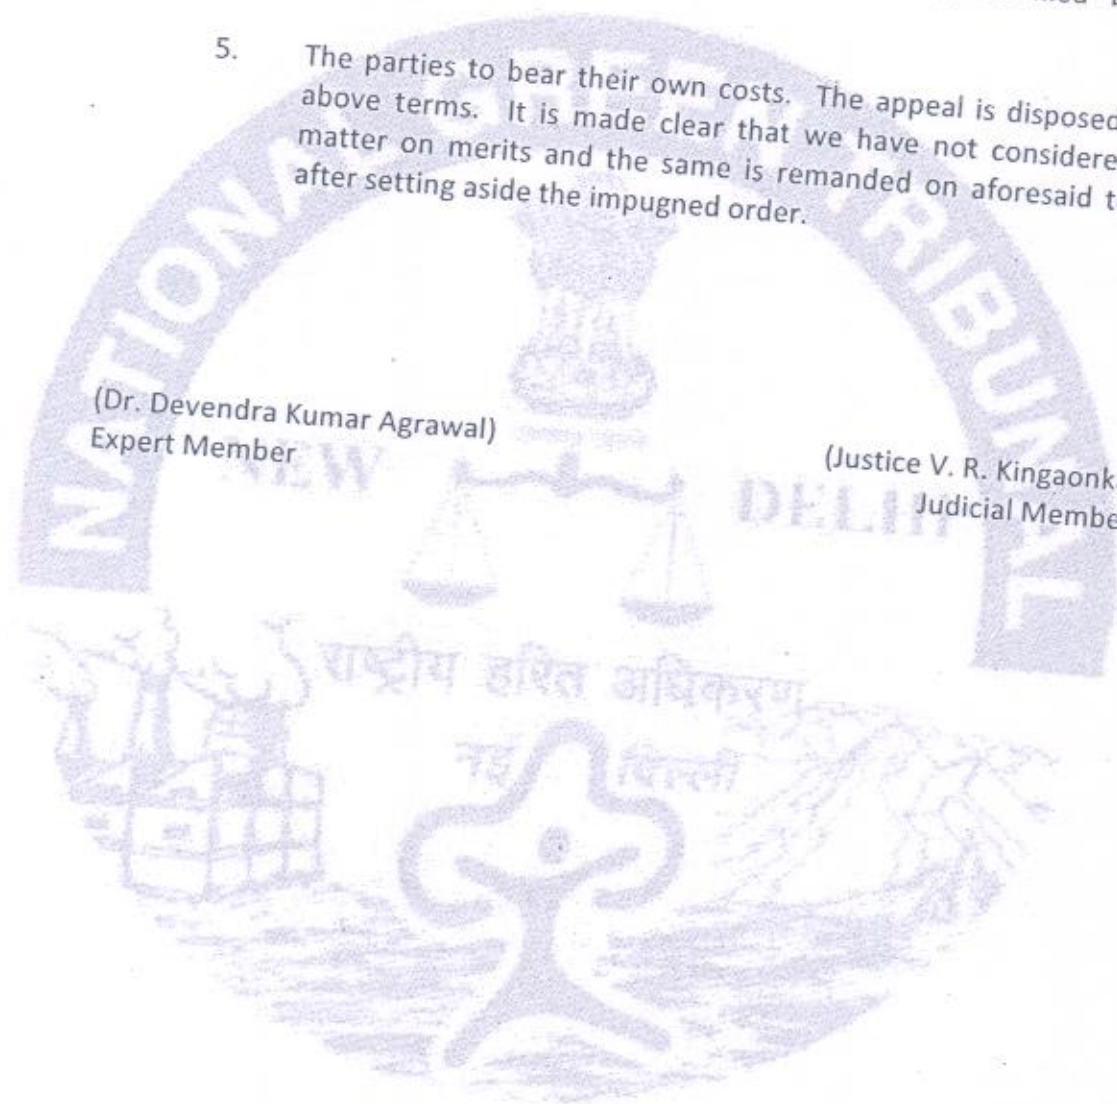 5. The parties to bear their own costs. The appeal is disposed
above terms. It is made clear that we have not considere
matter on merits and the same is remanded on aforesaid t
after setting aside the impugned order.
(Dr. Devendra Kumar Agrawal)
Expert Member
(Justice V. R. Kingaonk
Judicial Membe
NATIONAL GREEN TRIBUNAL
NEW DELHI
राष्ट्रीय हरित अधिकरण
नई दिल्ली